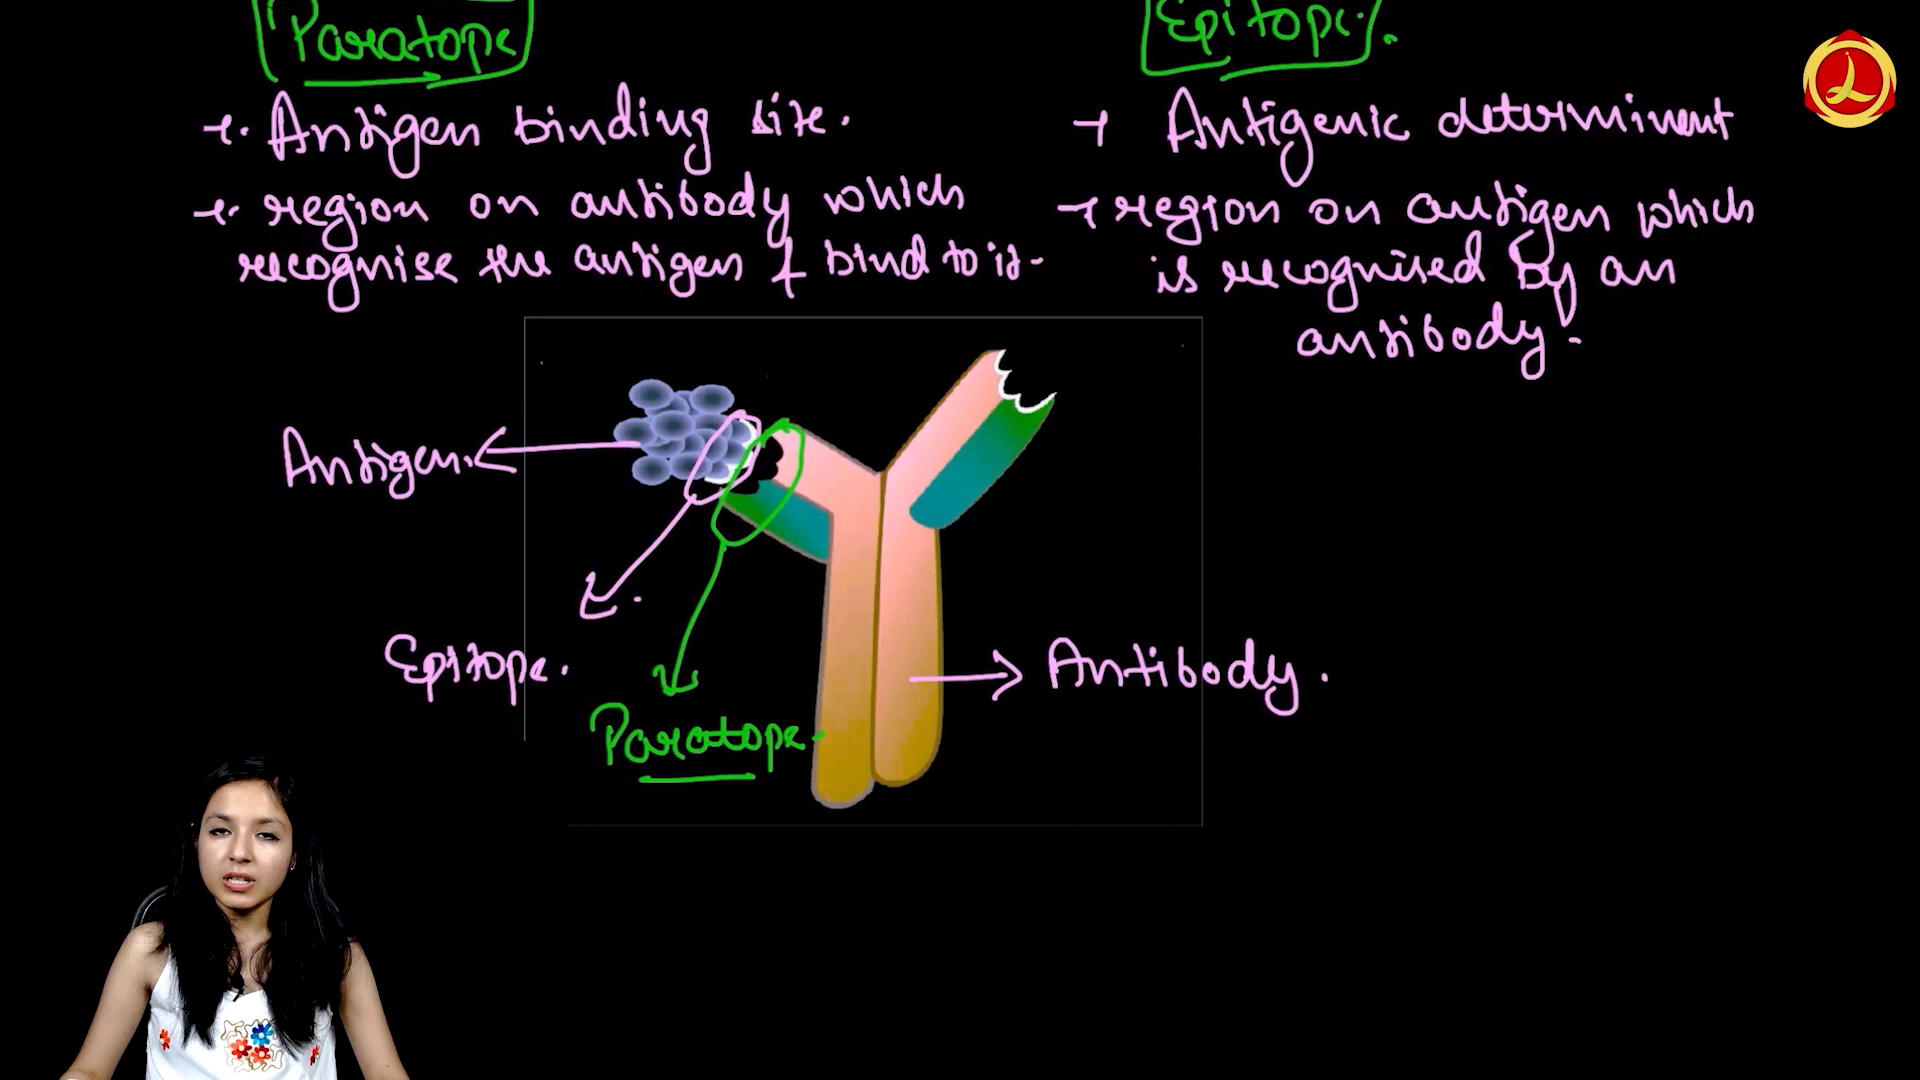 Paratope
Antigen binding site.
region on antibody which
recognise the antigen & bind to it.
Epitope.
Antigenic determinent
region on antigen which
is recognised by an
antibody.
Antigen.
Epitope.
Paratope.
Antibody.